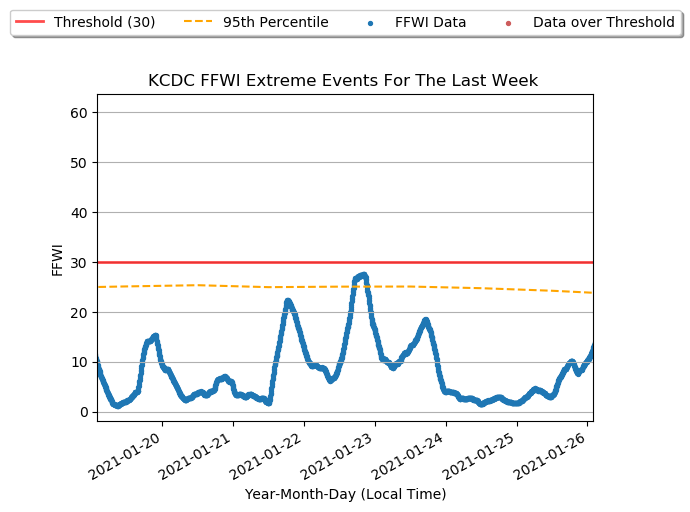 Threshold (30) 95th Percentile FFWI Data Data over Threshold
KCDC FFWI Extreme Events For The Last Week
60
50
40
30
20
10
0
FFWI
2021-01-20 2021-01-21 2021-01-22 2021-01-23 2021-01-24 2021-01-25 2021-01-26
Year-Month-Day (Local Time)